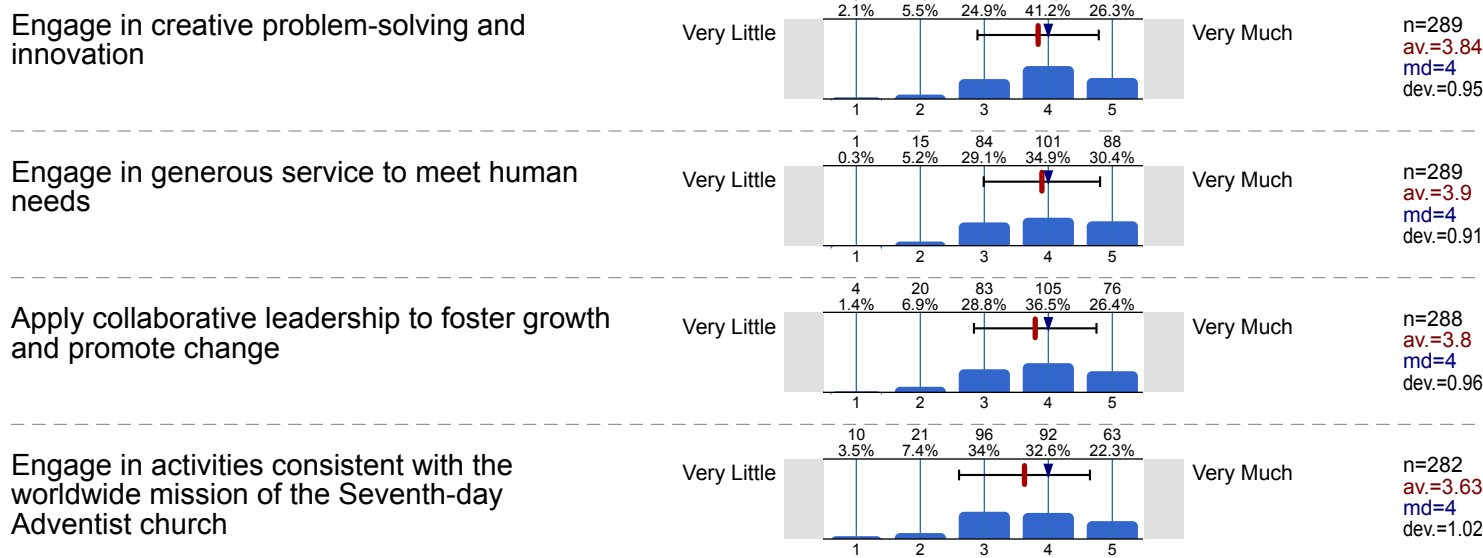 2.1% 5.5% 24.9% 41.2% 26.3%
Engage in creative problem-solving and
innovation
Very Little
Very Much
1 2 3 4 5
n=289
av.=3.84
md=4
dev.=0.95
1 15 84 101 88
0.3% 5.2% 29.1% 34.9% 30.4%
Engage in generous service to meet human
needs
Very Little
Very Much
1 2 3 4 5
n=289
av.=3.9
md=4
dev.=0.91
4 20 83 105 76
1.4% 6.9% 28.8% 36.5% 26.4%
Apply collaborative leadership to foster growth
and promote change
Very Little
Very Much
1 2 3 4 5
n=288
av.=3.8
md=4
dev.=0.96
10 21 96 92 63
3.5% 7.4% 34% 32.6% 22.3%
Engage in activities consistent with the
worldwide mission of the Seventh-day
Adventist church
Very Little
Very Much
1 2 3 4 5
n=282
av.=3.63
md=4
dev.=1.02